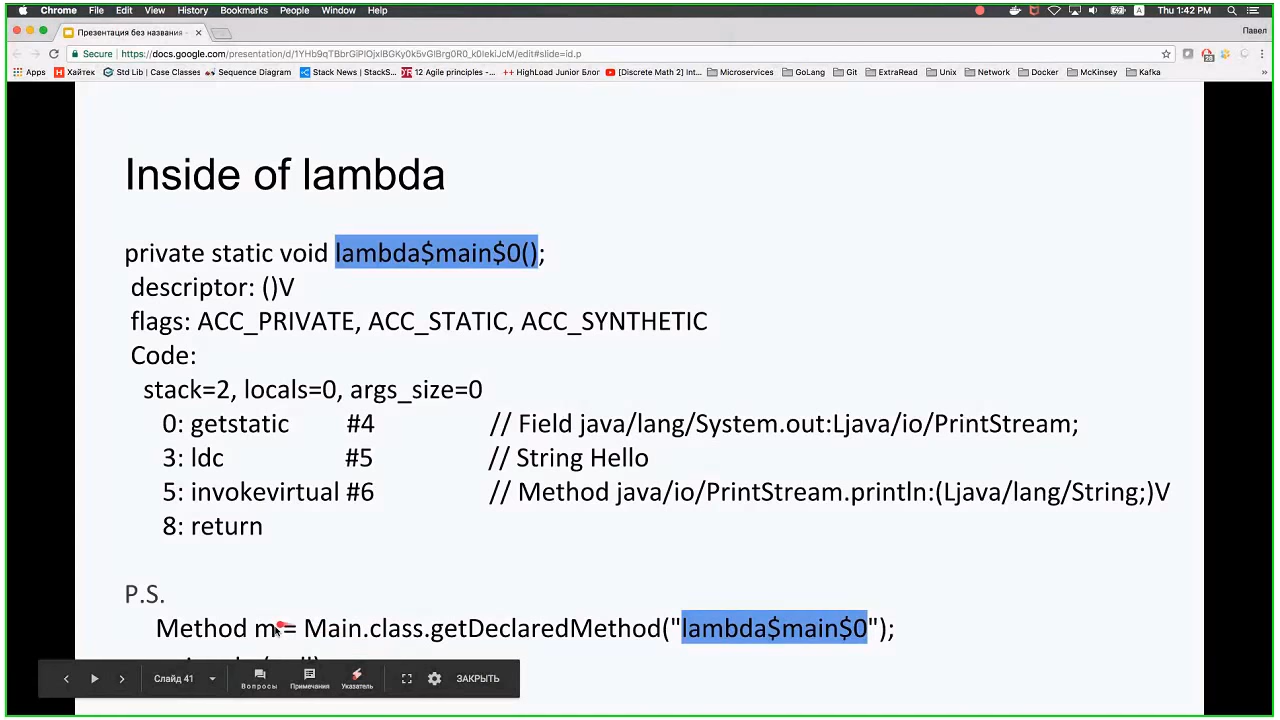 Chrome File Edit View History Bookmarks People Window Help Thu 1:42 PM
Презентация без названия - Павел
Secure https://docs.google.com/presentation/d/1YHb9qTBbrGiPIOjxlBGKy0k5vGlBrg0R0_k0IekiJcM/edit#slide=id.p
Apps Хайтек Std Lib | Case Classes Sequence Diagram Stack News | StackS... 12 Agile principles -... HighLoad Junior Блог [Discrete Math 2] Int... Microservices GoLang Git ExtraRead Unix Network Docker McKinsey Kafka
Inside of lambda
private static void lambda$main$0();
descriptor: ()V
flags: ACC_PRIVATE, ACC_STATIC, ACC_SYNTHETIC
Code:
stack=2, locals=0, args_size=0
0: getstatic #4 // Field java/lang/System.out:Ljava/io/PrintStream;
3: ldc #5 // String Hello
5: invokevirtual #6 // Method java/io/PrintStream.println:(Ljava/lang/String;)V
8: return
P.S.
Method m = Main.class.getDeclaredMethod("lambda$main$0");
Слайд 41 Вопросы Примечания Указатель ЗАКРЫТЬ